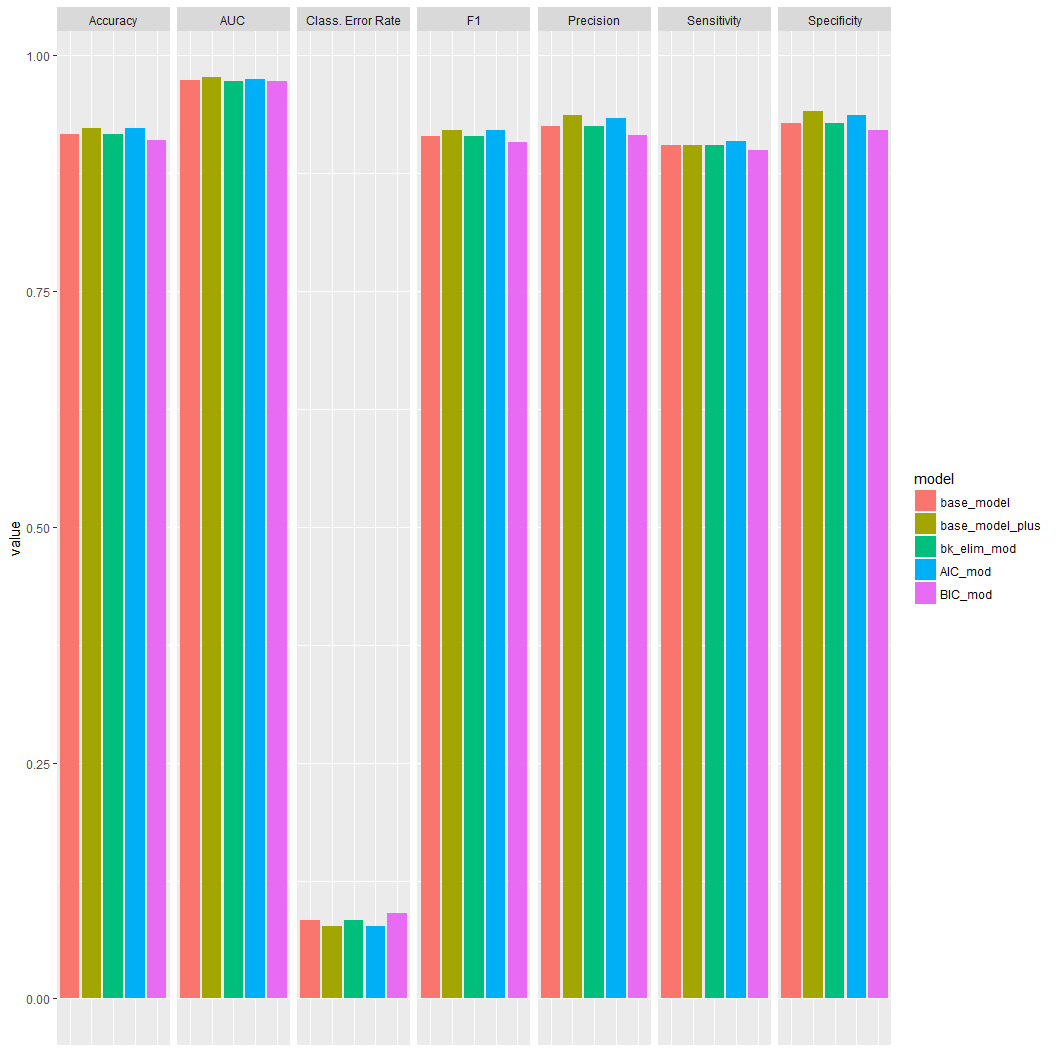 Accuracy
AUC
Class. Error Rate
F1
Precision
Sensitivity
Specificity
1.00
0.75
0.50
0.25
0.00
value
model
base_model
base_model_plus
bk_elim_mod
AIC_mod
BIC_mod